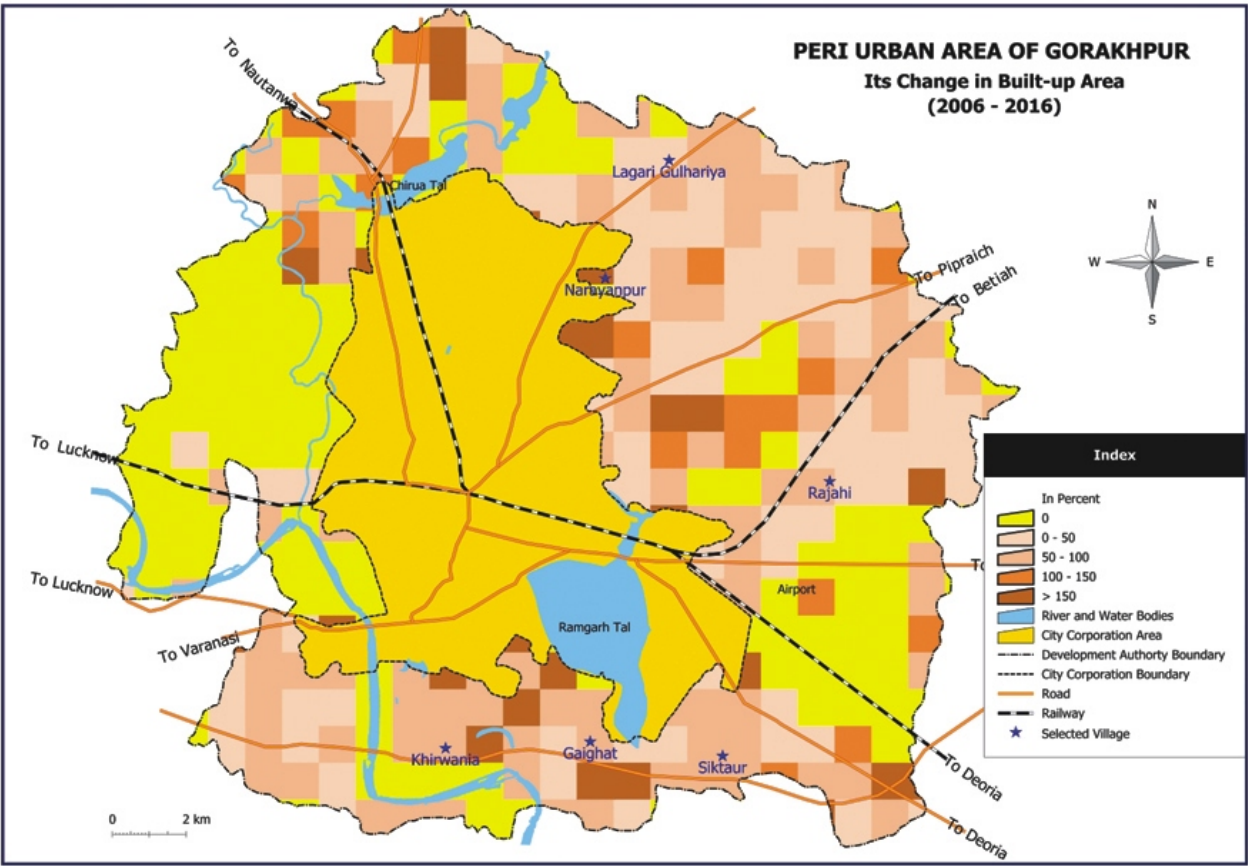 PERI URBAN AREA OF GORAKHPUR
Its Change in Built-up Area
(2006 - 2016)
To Nautanwa
Lagari Gulhariya
Chirua Tal
N
W
E
S
To Pipraich
To Betiah
Narayanpur
To Lucknow
Rajahi
To Lucknow
To
Airport
Ramgarh Tal
To Varanasi
Khirwania
Gaighat
Siktaur
To Deoria
To Deoria
0 2 km
Index
In Percent
0
0 - 50
50 - 100
100 - 150
> 150
River and Water Bodies
City Corporation Area
Development Authorty Boundary
City Corporation Boundary
Road
Railway
Selected Village